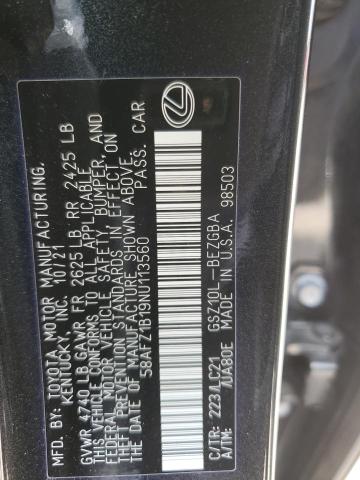 MFD. BY: TOYOTA MOTOR MANUFACTURING.
KENTUCKY, INC. 10/21
GVWR 4740 LB GAWR FR 2625 LB RR 2425 LB
THIS VEHICLE CONFORMS TO ALL APPLICABLE
FEDERAL MOTOR VEHICLE SAFETY, BUMPER, AND
THEFT PREVENTION STANDARDS IN EFFECT ON
THE DATE OF MANUFACTURE SHOWN ABOVE.
58AFZ1B19NU113560 PASS. CAR
C/TR: 223/LC21 GSZ10L-BEZGBA
A/TM: /UA80E MADE IN U.S.A. 98503